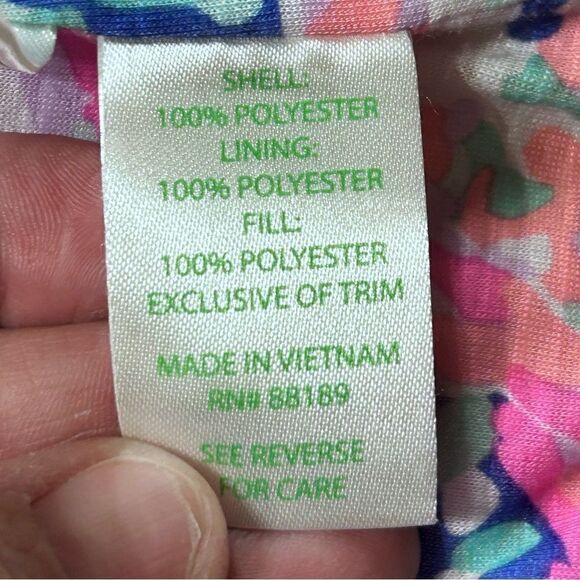 SHELL:
100% POLYESTER
LINING:
100% POLYESTER
FILL:
100% POLYESTER
EXCLUSIVE OF TRIM
MADE IN VIETNAM
RN# 88189
SEE REVERSE
FOR CARE